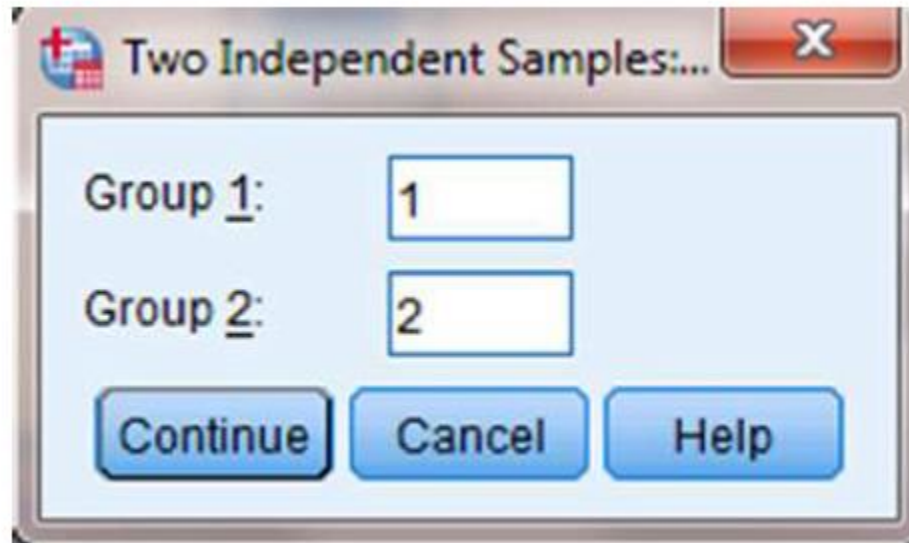 Two Independent Samples:...
Group 1: 1
Group 2: 2
Continue Cancel Help